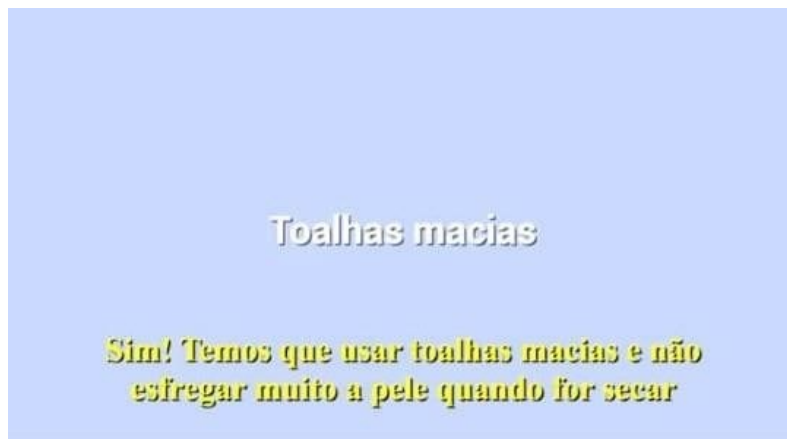 Toalhas macias
Sim! Temos que usar toalhas macias e não
esfregar muito a pele quando for secar